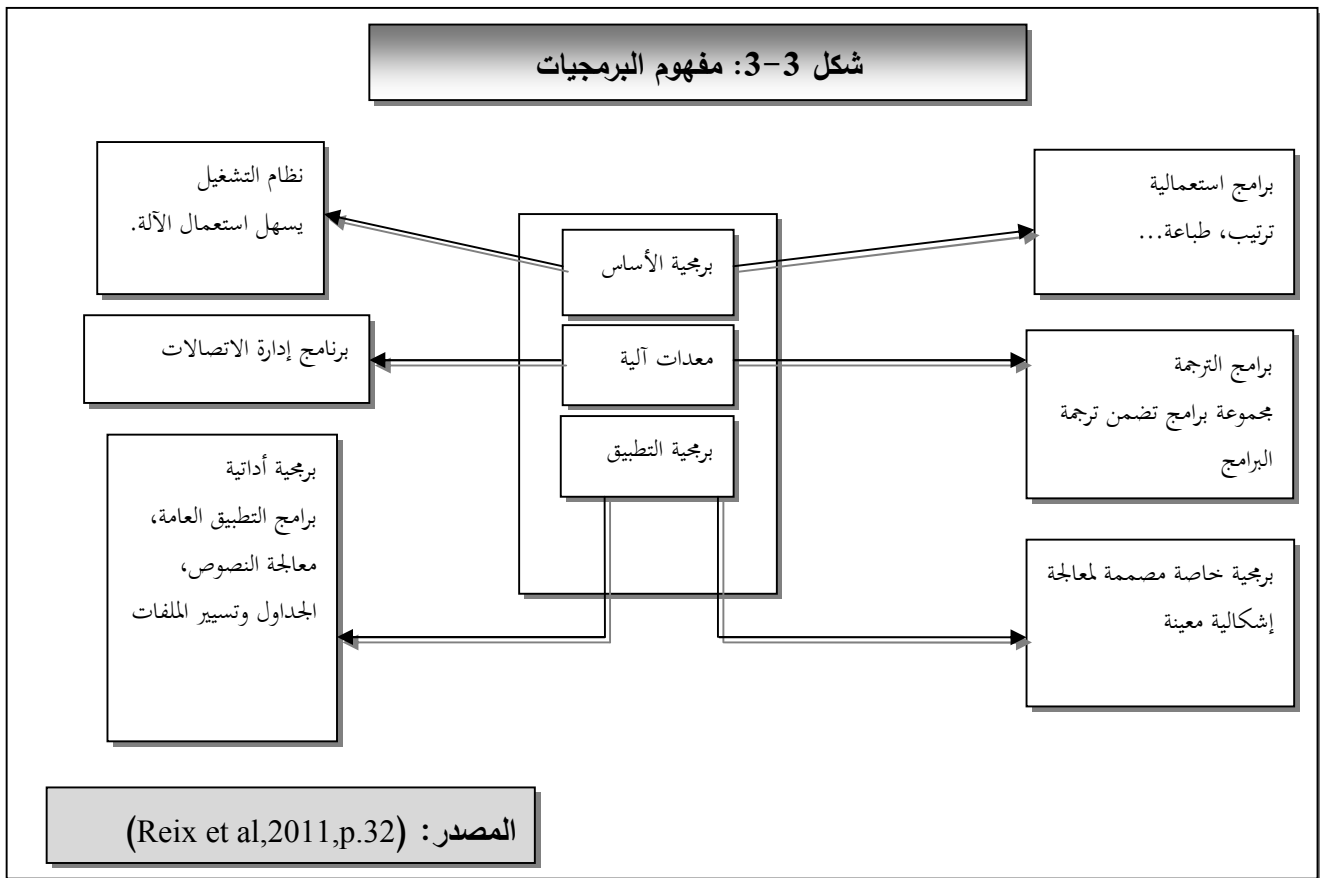 شكل 3-3: مفهوم البرمجيات
برامج استعمالية
ترتيب، طباعة...
نظام التشغيل
يسهل استعمال الآلة.
برمجية الأساس
معدات آلية
برمجية التطبيق
برامج الترجمة
مجموعة برامج تضمن ترجمة
البرامج
برنامج إدارة الاتصالات
برمجية خاصة مصممة لمعالجة
إشكالية معينة
برمجية أداتية
برامج التطبيق العامة،
معالجة النصوص،
الجداول وتسيير الملفات
المصدر: (Reix et al,2011,p.32)